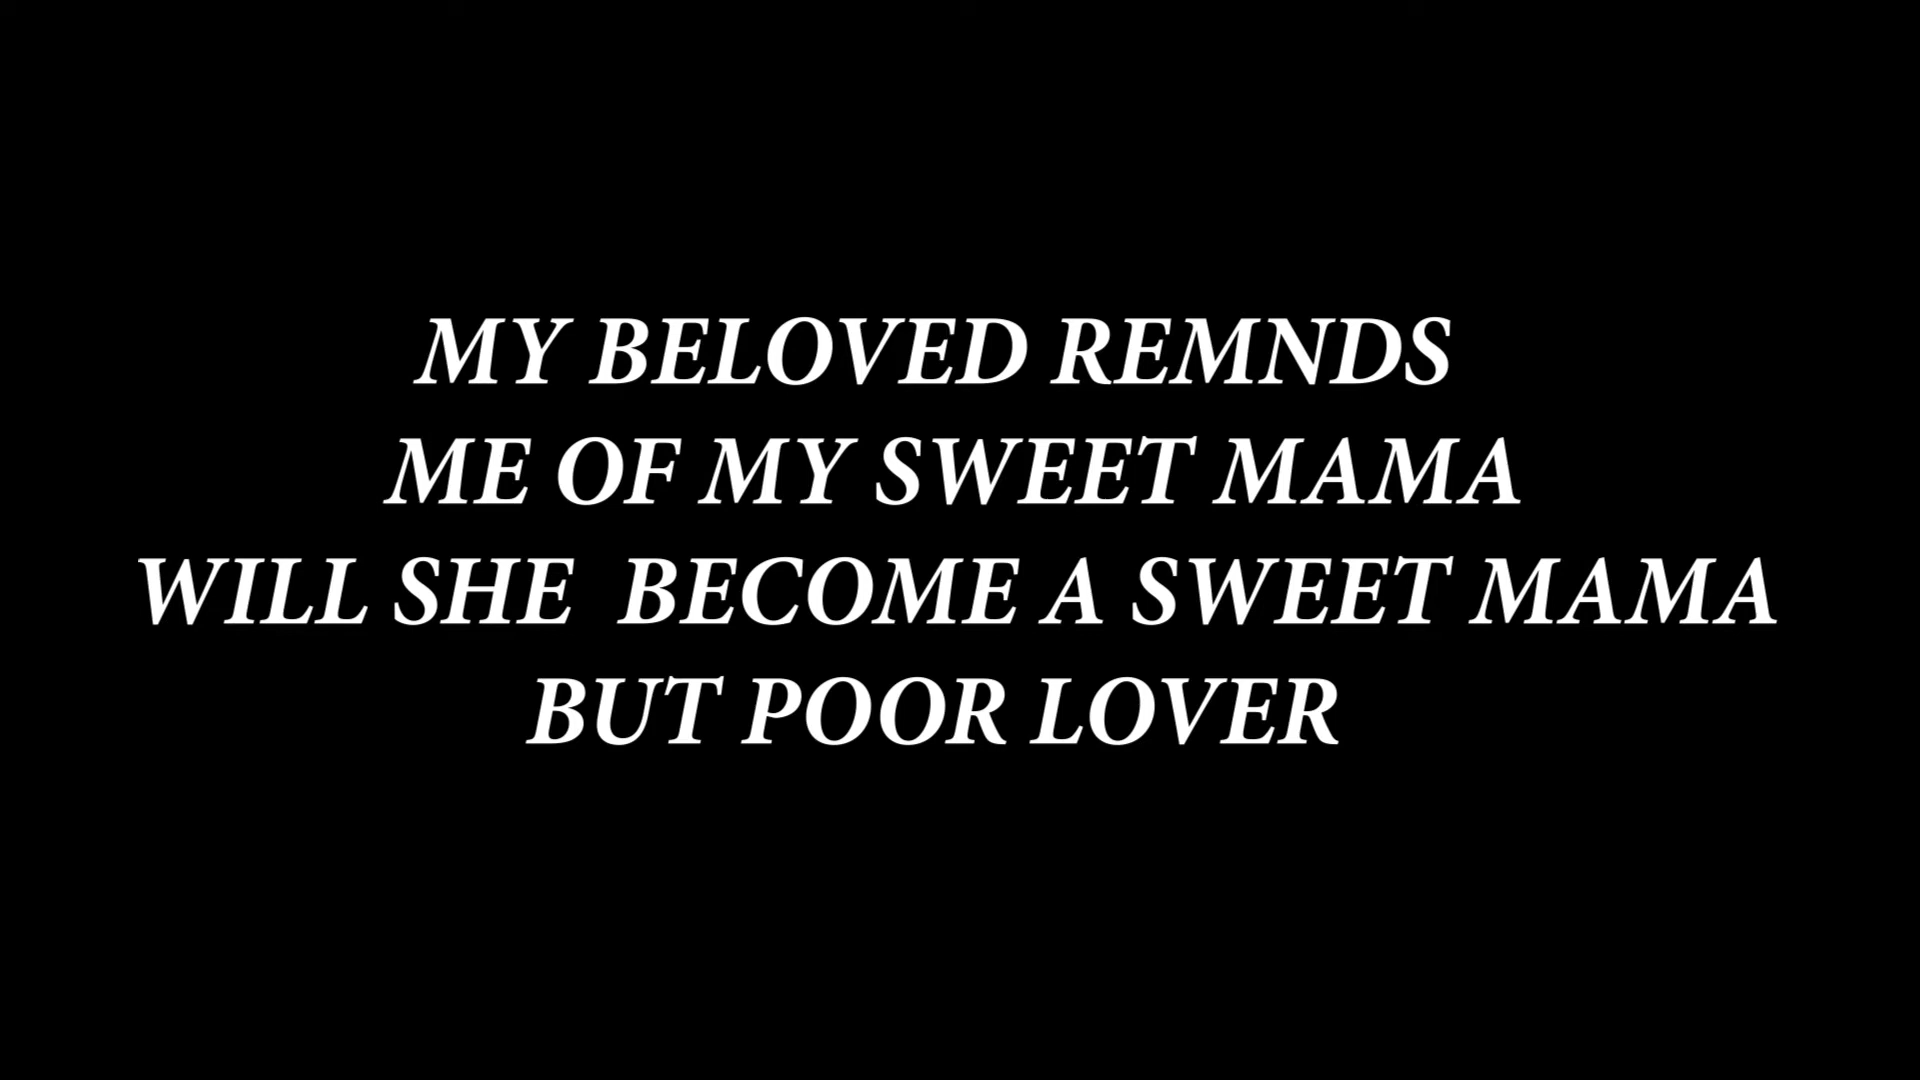 MY BELOVED REMNDS
ME OF MY SWEET MAMA
WILL SHE  BECOME A SWEET MAMA
BUT POOR LOVER